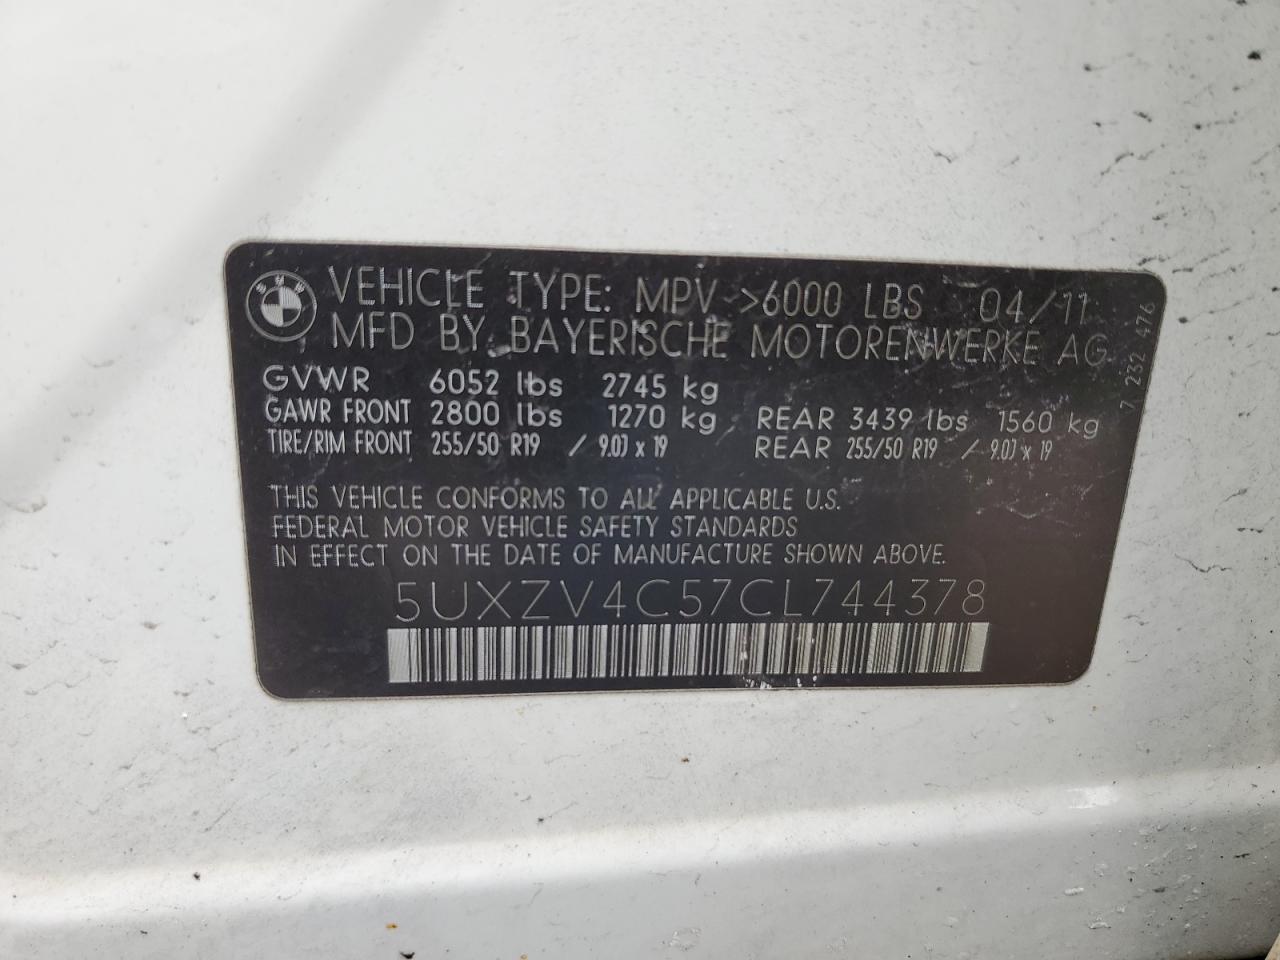 VEHICLE TYPE: MPV >6000 LBS 04/11
MFD BY BAYERISCHE MOTORENWERKE AG
GVWR 6052 lbs 2745 kg
GAWR FRONT 2800 lbs 1270 kg REAR 3439 lbs 1560 kg
TIRE/RIM FRONT 255/50 R19 / 9.0J x 19 REAR 255/50 R19 / 9.0J x 19
THIS VEHICLE CONFORMS TO ALL APPLICABLE U.S.
FEDERAL MOTOR VEHICLE SAFETY STANDARDS
IN EFFECT ON THE DATE OF MANUFACTURE SHOWN ABOVE.
5UXZV4C57CL744378
7 232 476